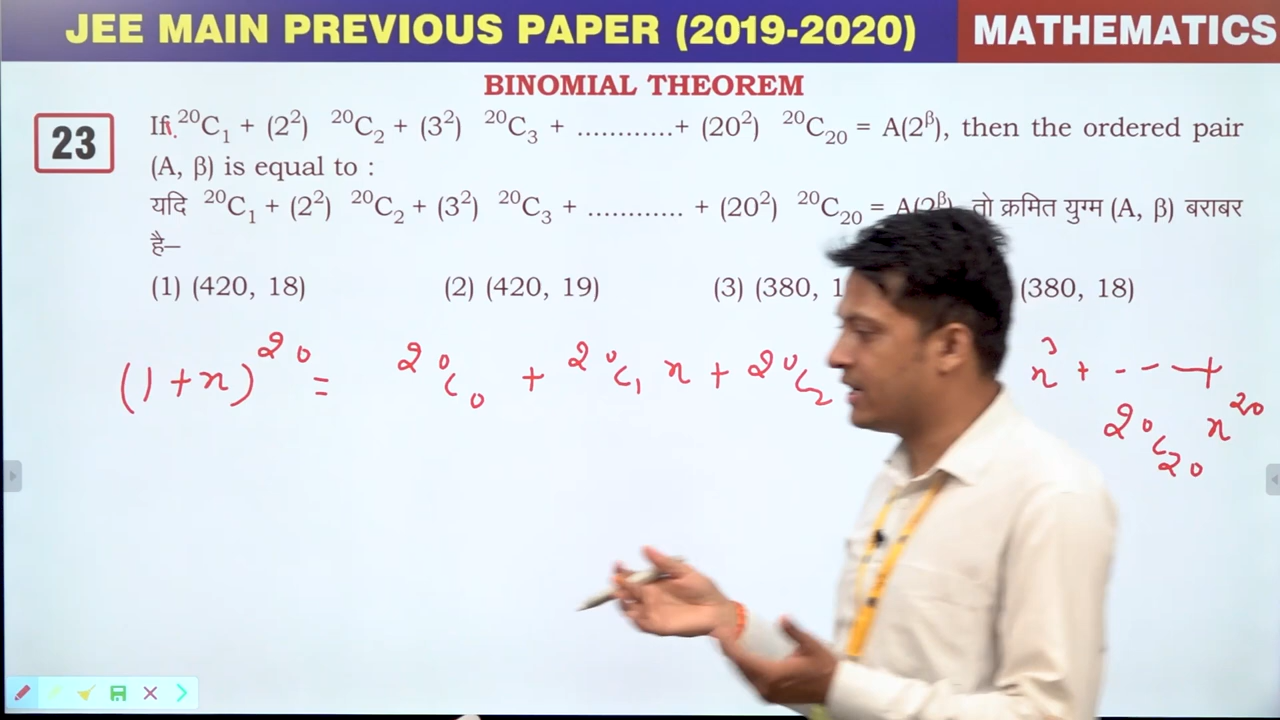 JEE MAIN PREVIOUS PAPER (2019-2020) MATHEMATICS
BINOMIAL THEOREM
23
If ²⁰C₁ + (2²) ²⁰C₂ + (3²) ²⁰C₃ + ............+ (20²) ²⁰C₂₀ = A(2^β), then the ordered pair
(A, β) is equal to :
यदि ²⁰C₁ + (2²) ²⁰C₂ + (3²) ²⁰C₃ + ............ + (20²) ²⁰C₂₀ = A(2^β), तो क्रमित युग्म (A, β) बराबर
है–
(1) (420, 18) (2) (420, 19) (3) (380, 1 (380, 18)
(1+x)²⁰ = ²⁰C₀ + ²⁰C₁ x + ²⁰C₂ x³ + - - - +
²⁰C₂₀ x²⁰